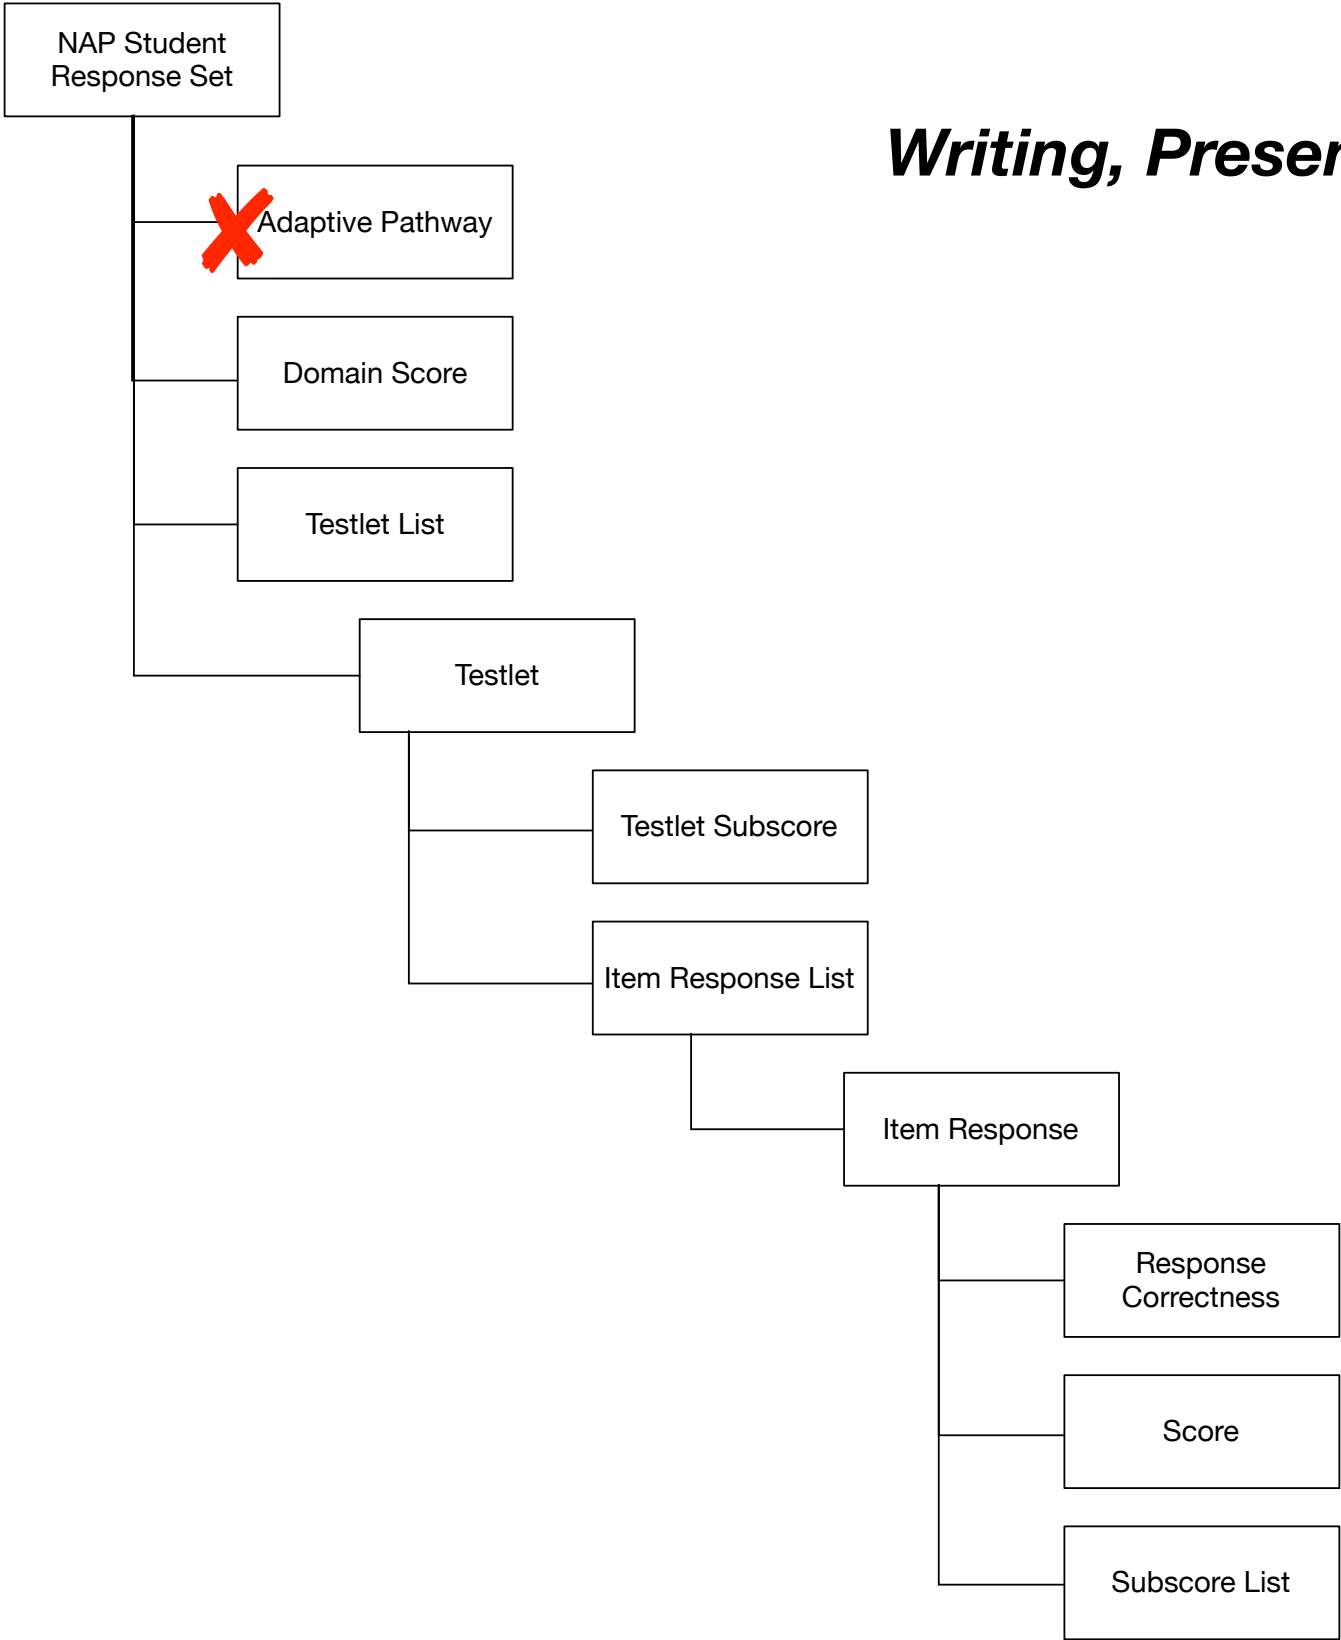 NAP Student
Response Set
Writing, Preser
Adaptive Pathway
Domain Score
Testlet List
Testlet
Testlet Subscore
Item Response List
Item Response
Response
Correctness
Score
Subscore List